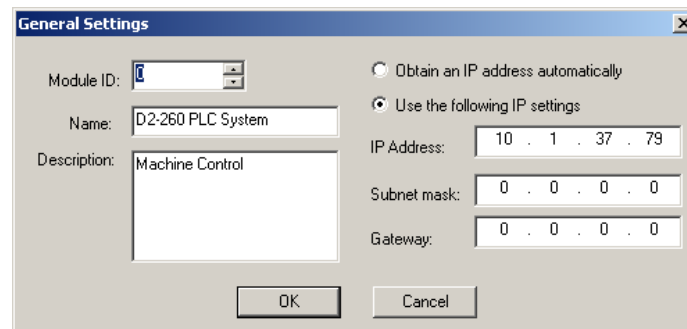 General Settings
Module ID: 0
Name: D2-260 PLC System
Description: Machine Control
Obtain an IP address automatically
Use the following IP settings
IP Address: 10 . 1 . 37 . 79
Subnet mask: 0 . 0 . 0 . 0
Gateway: 0 . 0 . 0 . 0
OK Cancel